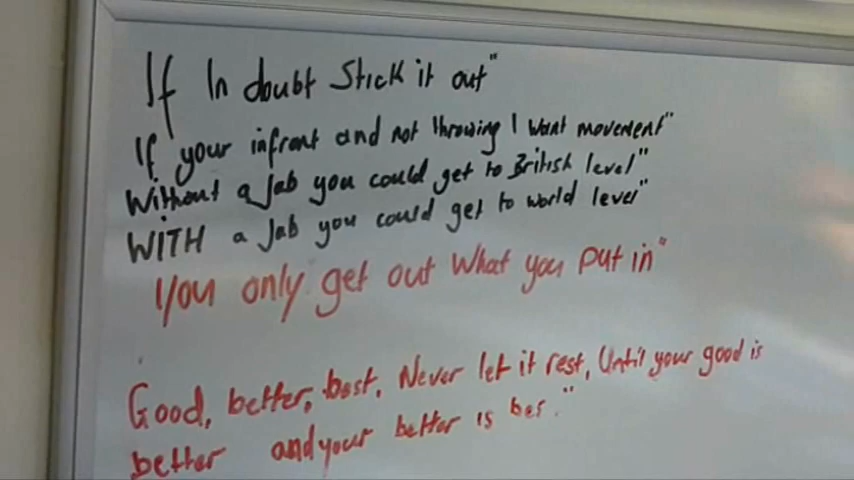 If In doubt Stick it out"
If your infront and not throwing I want movement"
Without a Jab you could get to British level"
WITH a Jab you could get to world level"
You only get out what you put in"
Good, better, best. Never let it rest, Until your good is
better and your better is bes."